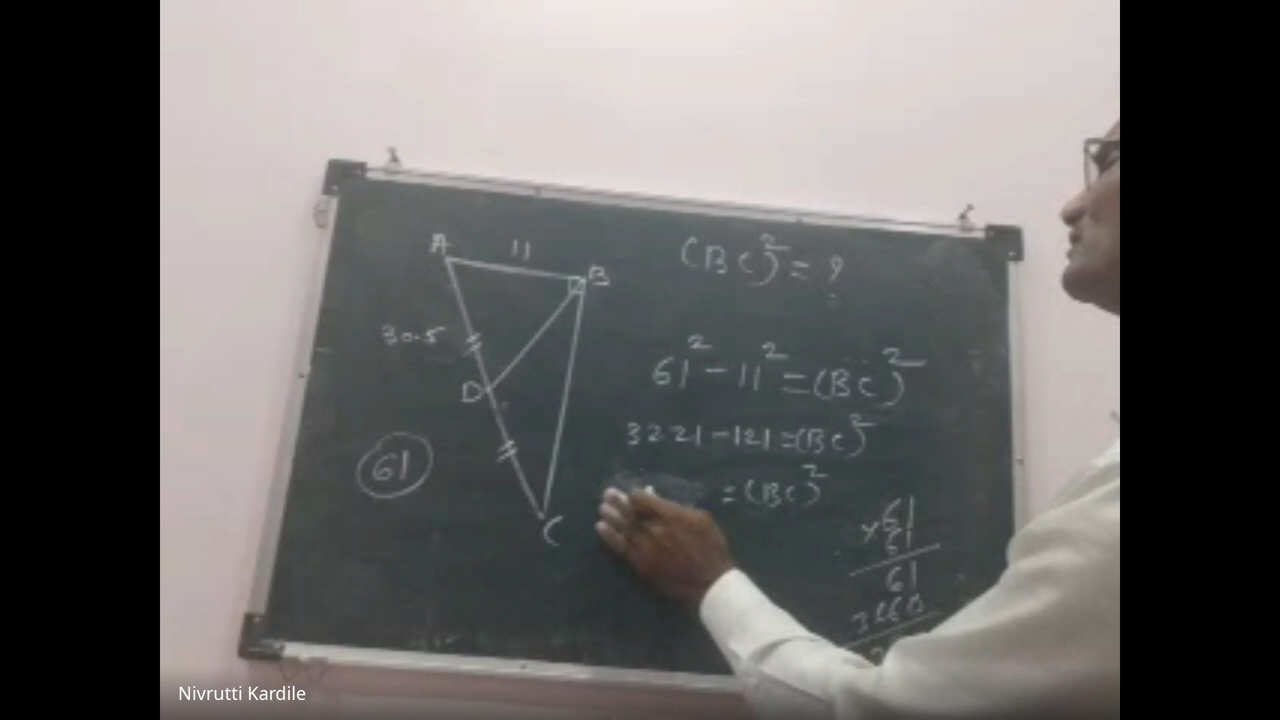 A 11 B
30.5
D
61
C
(BC)² = ?
61² - 11² = (BC)²
3221 - 121 = (BC)²
= (BC)²
61
× 61
61
3660
Nivrutti Kardile